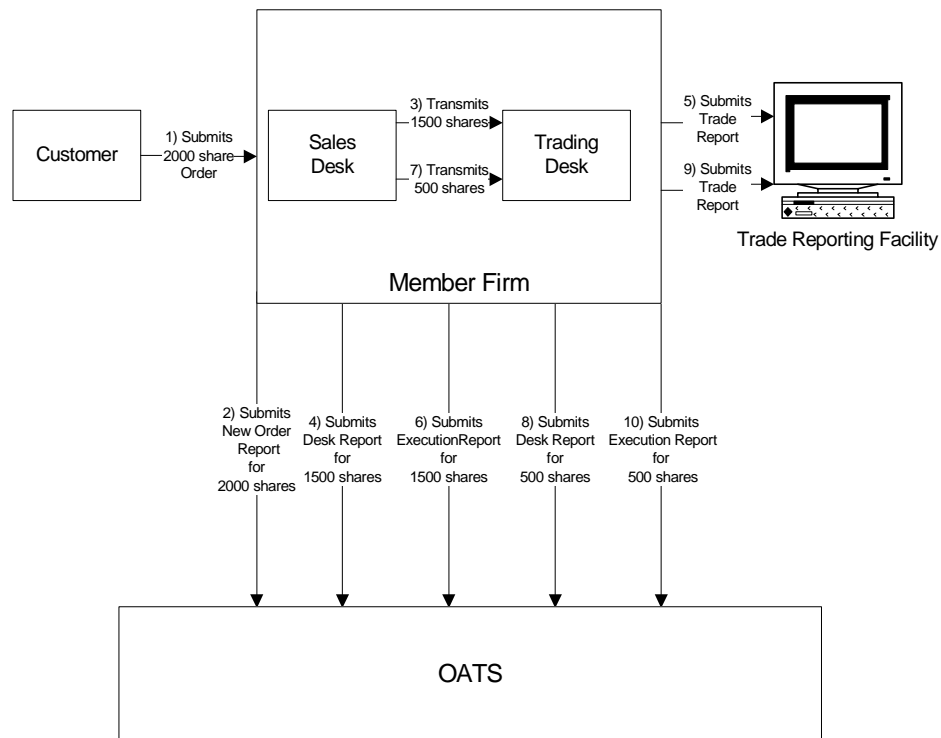 Customer
1) Submits
2000 share
Order
Sales
Desk
3) Transmits
1500 shares
7) Transmits
500 shares
Trading
Desk
5) Submits
Trade
Report
9) Submits
Trade
Report
Trade Reporting Facility
Member Firm
2) Submits
New Order
Report
for
2000 shares
4) Submits
Desk Report
for
1500 shares
6) Submits
ExecutionReport
for
1500 shares
8) Submits
Desk Report
for
500 shares
10) Submits
Execution Report
for
500 shares
OATS